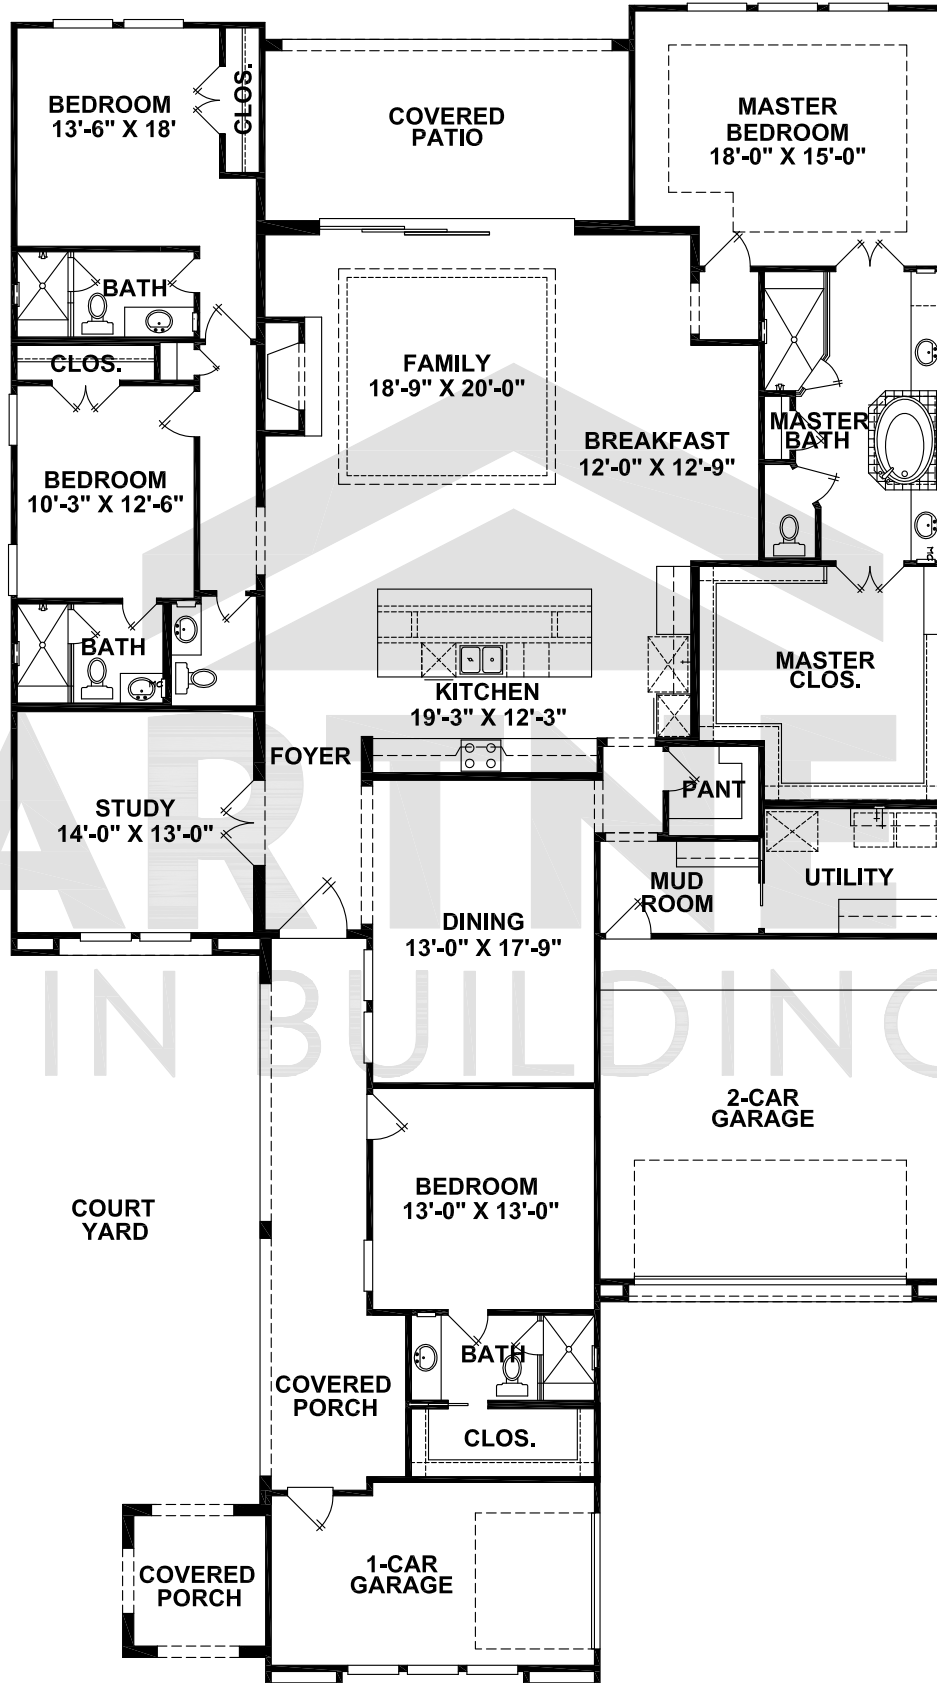 BEDROOM
13'-6" X 18'
CLOS.
COVERED
PATIO
MASTER
BEDROOM
18'-0" X 15'-0"
BATH
CLOS.
FAMILY
18'-9" X 20'-0"
BREAKFAST
12'-0" X 12'-9"
MASTER
BATH
BEDROOM
10'-3" X 12'-6"
BATH
KITCHEN
19'-3" X 12'-3"
MASTER
CLOS.
FOYER
STUDY
14'-0" X 13'-0"
PANT
MUD
ROOM
UTILITY
DINING
13'-0" X 17'-9"
ARTNE
IN BUILDING
2-CAR
GARAGE
BEDROOM
13'-0" X 13'-0"
COURT
YARD
BATH
COVERED
PORCH
CLOS.
COVERED
PORCH
1-CAR
GARAGE